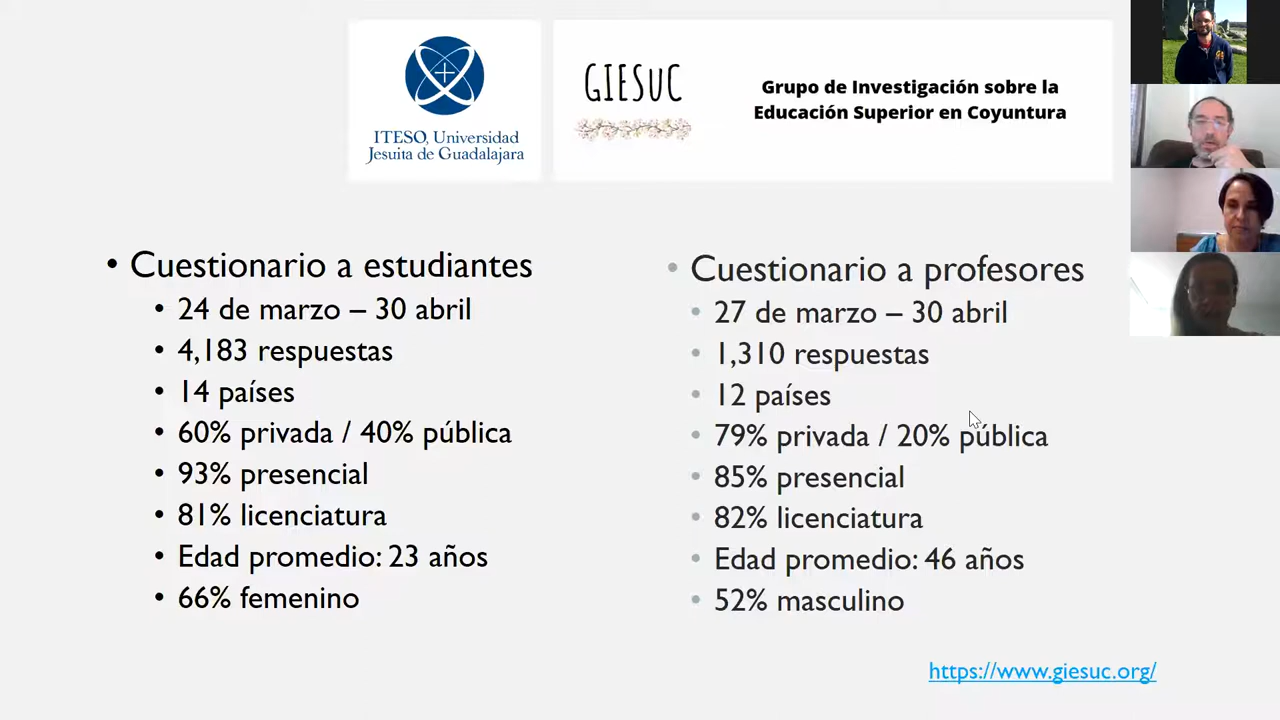 ITESO, Universidad
Jesuita de Guadalajara
GIESUC
Grupo de Investigación sobre la
Educación Superior en Coyuntura
• Cuestionario a estudiantes
• 24 de marzo – 30 abril
• 4,183 respuestas
• 14 países
• 60% privada / 40% pública
• 93% presencial
• 81% licenciatura
• Edad promedio: 23 años
• 66% femenino
• Cuestionario a profesores
• 27 de marzo – 30 abril
• 1,310 respuestas
• 12 países
• 79% privada / 20% pública
• 85% presencial
• 82% licenciatura
• Edad promedio: 46 años
• 52% masculino
https://www.giesuc.org/